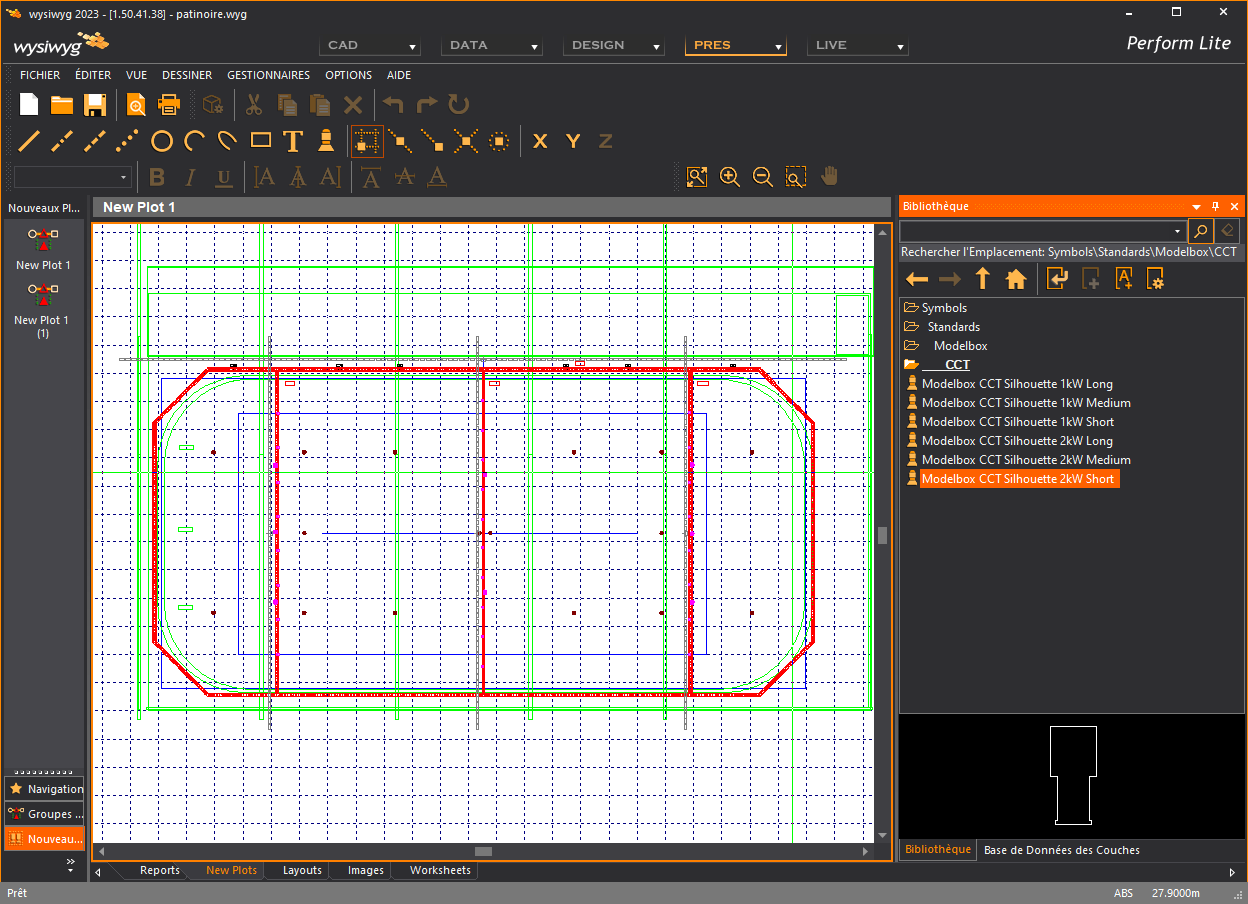 wysiwyg 2023 - [1.50.41.38] - patinoire.wyg
wysiwyg
CAD
DATA
DESIGN
PRES
LIVE
Perform Lite
FICHIER ÉDITER VUE DESSINER GESTIONNAIRES OPTIONS AIDE
T
X Y Z
B I U A A A A A A
Nouveaux Pl...
New Plot 1
Bibliothèque
New Plot 1
New Plot 1
(1)
Rechercher l'Emplacement: Symbols\Standards\Modelbox\CCT
Symbols
Standards
Modelbox
CCT
Modelbox CCT Silhouette 1kW Long
Modelbox CCT Silhouette 1kW Medium
Modelbox CCT Silhouette 1kW Short
Modelbox CCT Silhouette 2kW Long
Modelbox CCT Silhouette 2kW Medium
Modelbox CCT Silhouette 2kW Short
Navigation
Groupes ...
Nouveau...
Bibliothèque
Base de Données des Couches
Reports
New Plots
Layouts
Images
Worksheets
Prêt
ABS
27.9000m